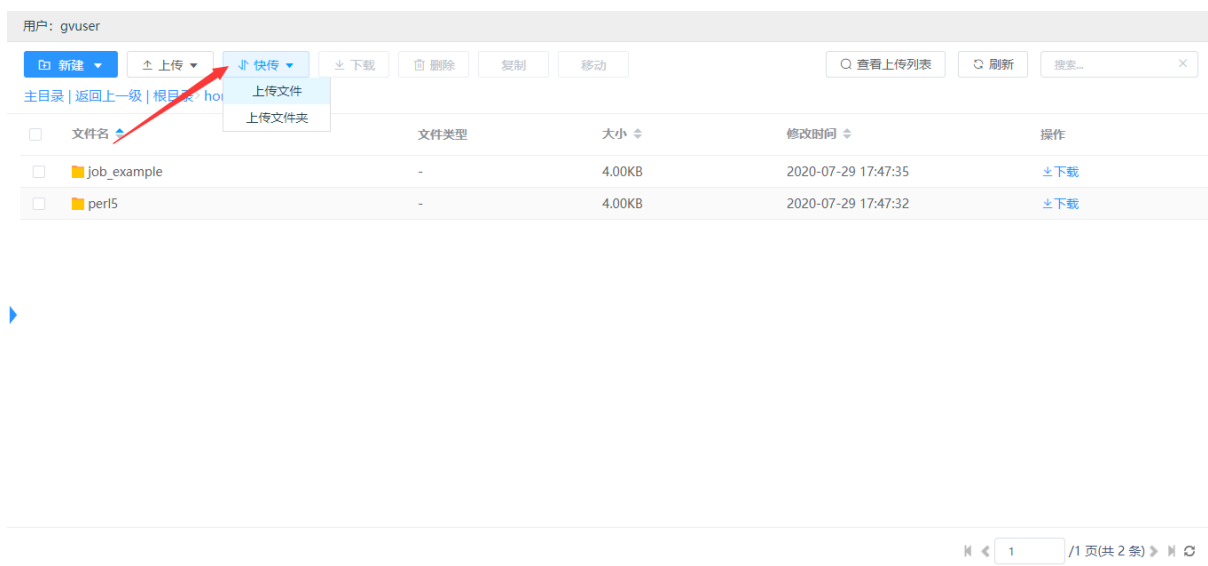 用户：gvuser
新建 上传 快传 下载 删除 复制 移动 查看上传列表 刷新 搜索...
主目录 | 返回上一级 | 根目录
上传文件
上传文件夹
文件名 文件类型 大小 修改时间 操作
job_example - 4.00KB 2020-07-29 17:47:35 下载
perl5 - 4.00KB 2020-07-29 17:47:32 下载
1 /1 页(共 2 条)